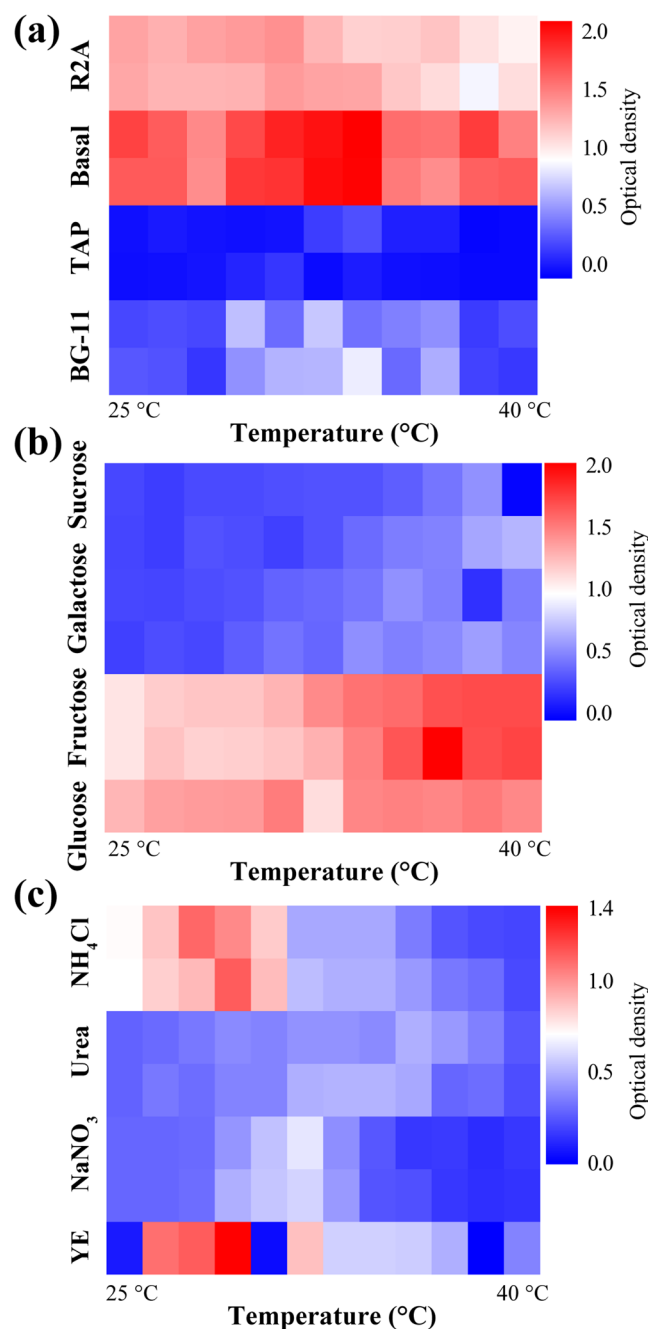 (a)
R2A
Basal
TAP
BG-11
2.0
1.5
1.0
0.5
0.0
Optical density
25 °C
40 °C
Temperature (°C)
(b)
Sucrose
Galactose
Fructose
Glucose
2.0
1.5
1.0
0.5
0.0
Optical density
25 °C
40 °C
Temperature (°C)
(c)
NH₄Cl
Urea
NaNO₃
YE
1.4
1.0
0.5
0.0
Optical density
25 °C
40 °C
Temperature (°C)